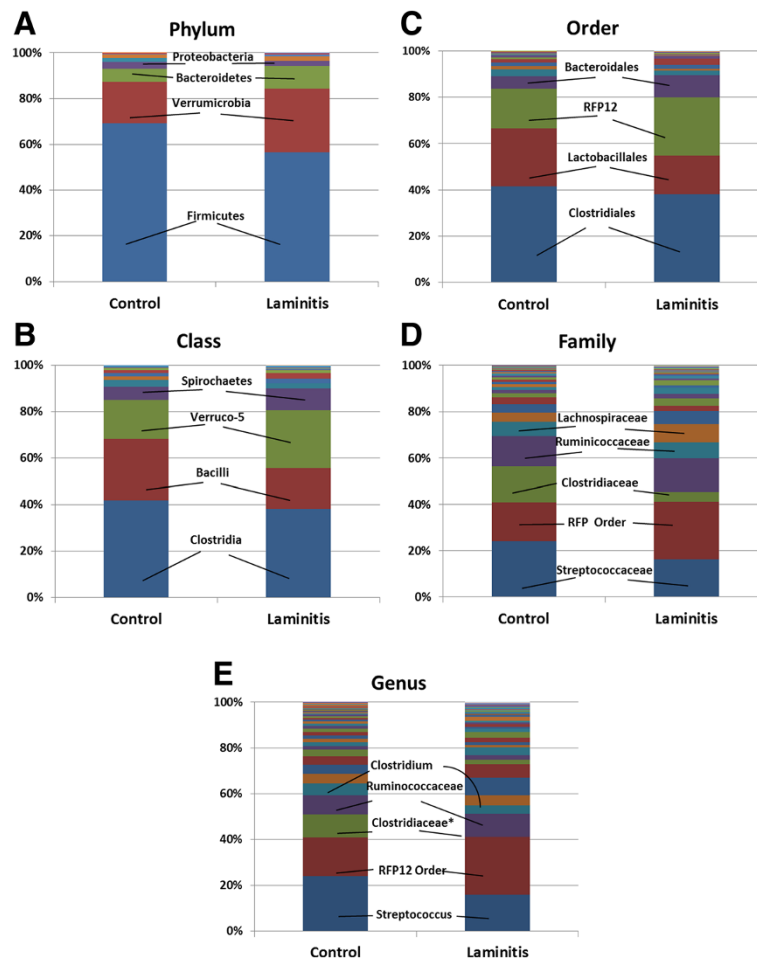 A
Phylum
100%
80%
60%
40%
20%
0%
Proteobacteria
Bacteroidetes
Verrumicrobia
Firmicutes
Control
Laminitis
C
Order
100%
80%
60%
40%
20%
0%
Bacteroidales
RFP12
Lactobacillales
Clostridiales
Control
Laminitis
B
Class
100%
80%
60%
40%
20%
0%
Spirochaetes
Verruco-5
Bacilli
Clostridia
Control
Laminitis
D
Family
100%
80%
60%
40%
20%
0%
Lachnospiraceae
Ruminicoccaceae
Clostridiaceae
RFP Order
Streptococcaceae
Control
Laminitis
E
Genus
100%
80%
60%
40%
20%
0%
Clostridium
Ruminococcaceae
Clostridiaceae*
RFP12 Order
Streptococcus
Control
Laminitis